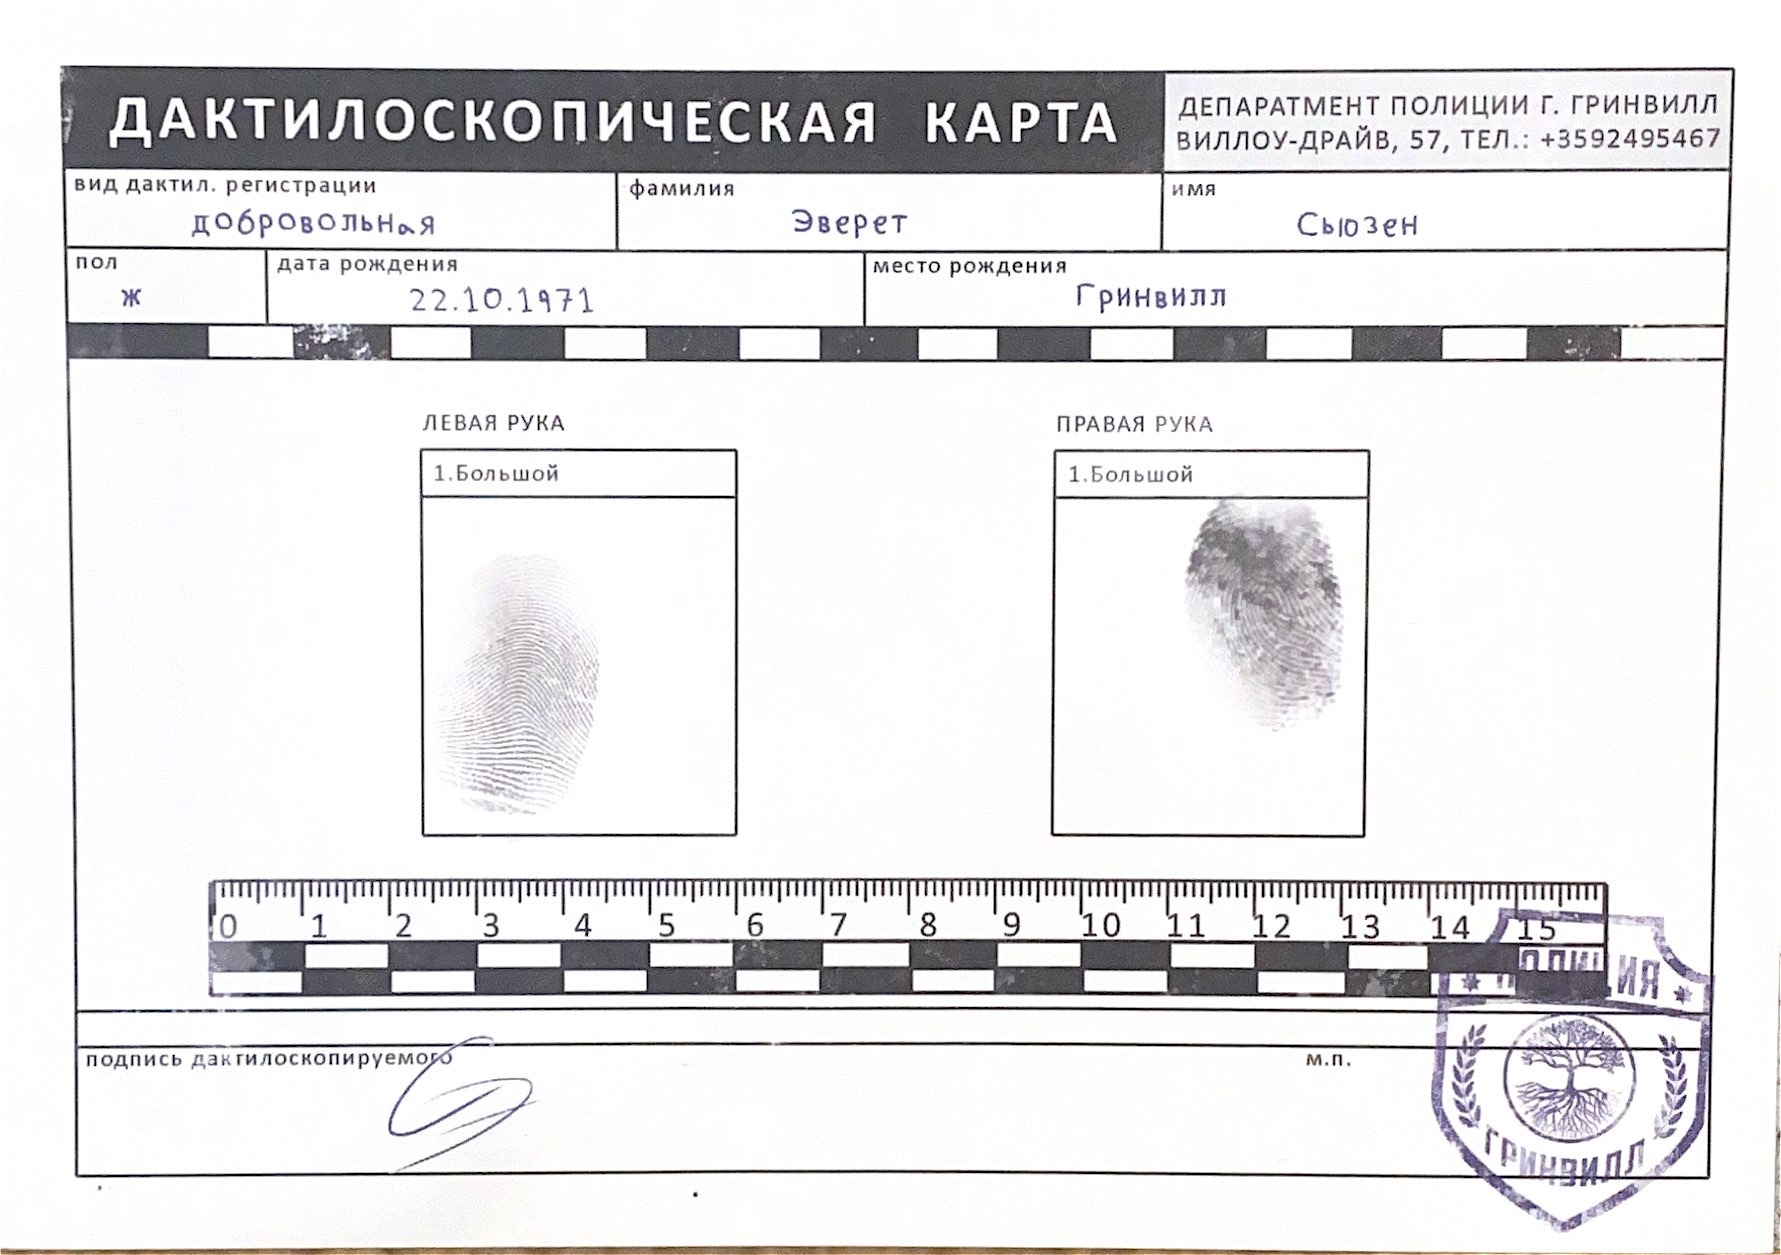 ДАКТИЛОСКОПИЧЕСКАЯ КАРТА
ДЕПАРАТМЕНТ ПОЛИЦИИ Г. ГРИНВИЛЛ
ВИЛЛОУ-ДРАЙВ, 57, ТЕЛ.: +3592495467
вид дактил. регистрации
добровольная
фамилия
Эверет
имя
Сьюзен
пол
ж
дата рождения
22.10.1971
место рождения
Гринвилл
ЛЕВАЯ РУКА
ПРАВАЯ РУКА
1.Большой
1.Большой
0 1 2 3 4 5 6 7 8 9 10 11 12 13 14 15
ПОЛИЦИЯ
подпись дактилоскопируемого
м.п.
ГРИНВИЛЛ